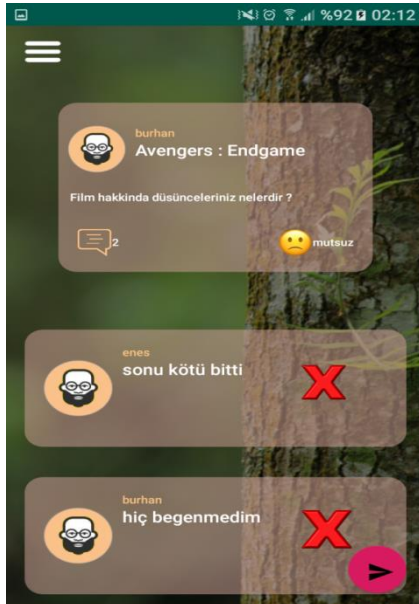 %92 02:12
burhan
Avengers : Endgame
Film hakkinda düsünceleriniz nelerdir ?
2
mutsuz
enes
sonu kötü bitti
burhan
hiç begenmedim